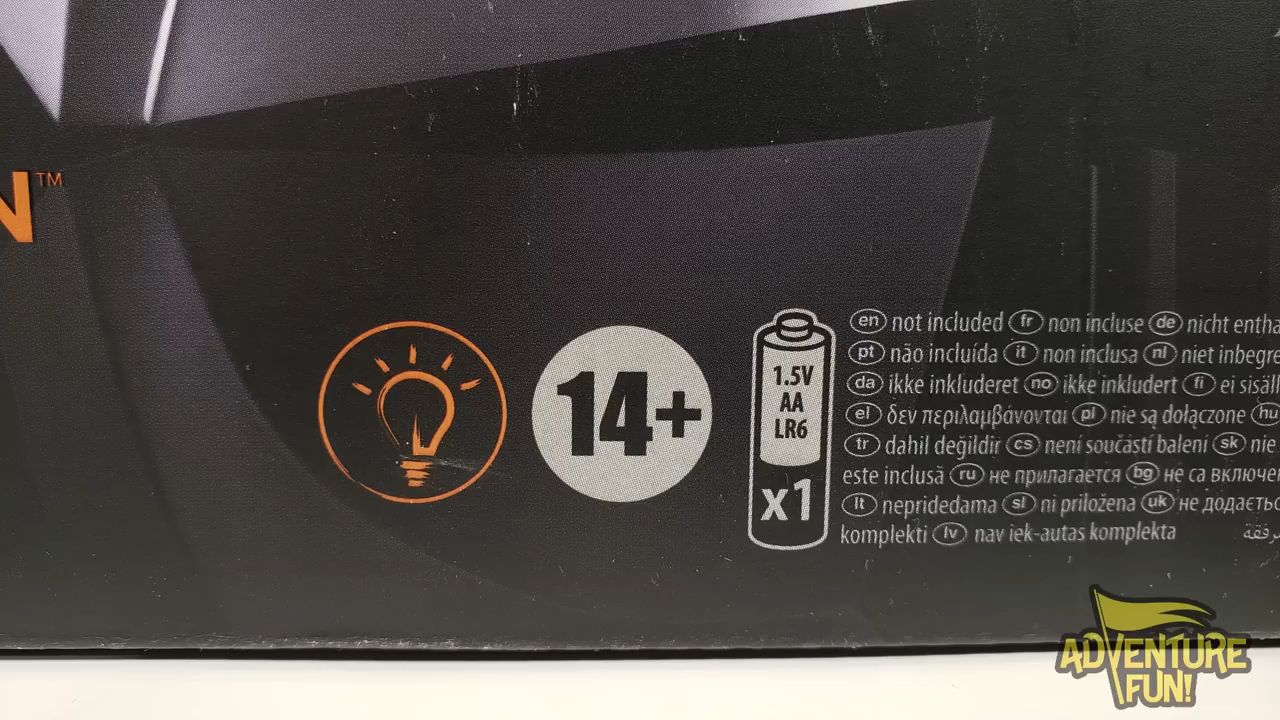 N™
14+
1.5V
AA
LR6
x1
en not included fr non incluse de nicht entha
pt não incluída it non inclusa nl niet inbegre
da ikke inkluderet no ikke inkludert fi ei sisäll
el δεν περιλαμβάνονται pl nie są dołączone hu
tr dahil değildir cs není součástí balení sk nie
este inclusă ru не прилагается bg не са включен
lt nepridedama sl ni priložena uk не додаєтьс
komplekti lv nav iek-autas komplekta رفقة
ADVENTURE
FUN!